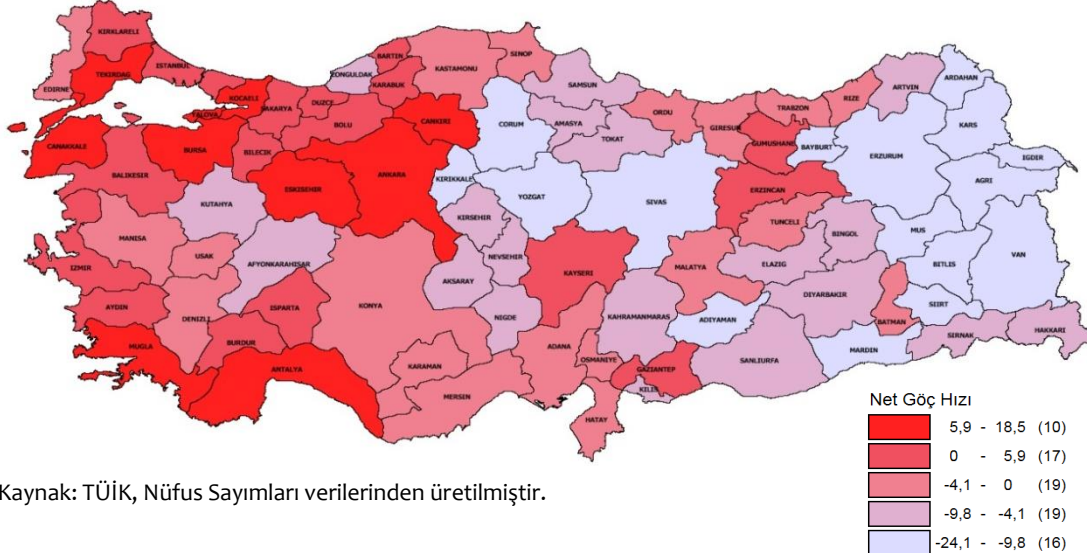 KIRKLARELI
TEKIRDAG
ISTANBUL
EDIRNE
KOCAELI
YALOVA
SAKARYA
DUZCE
BOLU
ZONGULDAK
BARTIN
KARABUK
KASTAMONU
SINOP
CANKIRI
SAMSUN
CORUM
AMASYA
TOKAT
ORDU
GIRESUN
TRABZON
RIZE
ARTVIN
ARDAHAN
KARS
GUMUSHANE
BAYBURT
ERZURUM
IGDIR
AGRI
CANAKKALE
BALIKESIR
BURSA
BILECIK
ESKISEHIR
ANKARA
KIRIKKALE
YOZGAT
SIVAS
ERZINCAN
TUNCELI
BINGOL
MUS
VAN
BITLIS
KUTAHYA
MANISA
USAK
AFYONKARAHISAR
KIRSEHIR
NEVSEHIR
KAYSERI
MALATYA
ELAZIG
DIYARBAKIR
SIIRT
BATMAN
SIRNAK
HAKKARI
IZMIR
AYDIN
DENIZLI
ISPARTA
BURDUR
KONYA
AKSARAY
NIGDE
KAHRAMANMARAS
ADIYAMAN
SANLIURFA
MARDIN
MUGLA
ANTALYA
KARAMAN
MERSIN
ADANA
OSMANIYE
GAZIANTEP
KILIS
HATAY
Net Göç Hızı
5,9 - 18,5 (10)
0 - 5,9 (17)
-4,1 - 0 (19)
-9,8 - -4,1 (19)
-24,1 - -9,8 (16)
Kaynak: TÜİK, Nüfus Sayımları verilerinden üretilmiştir.